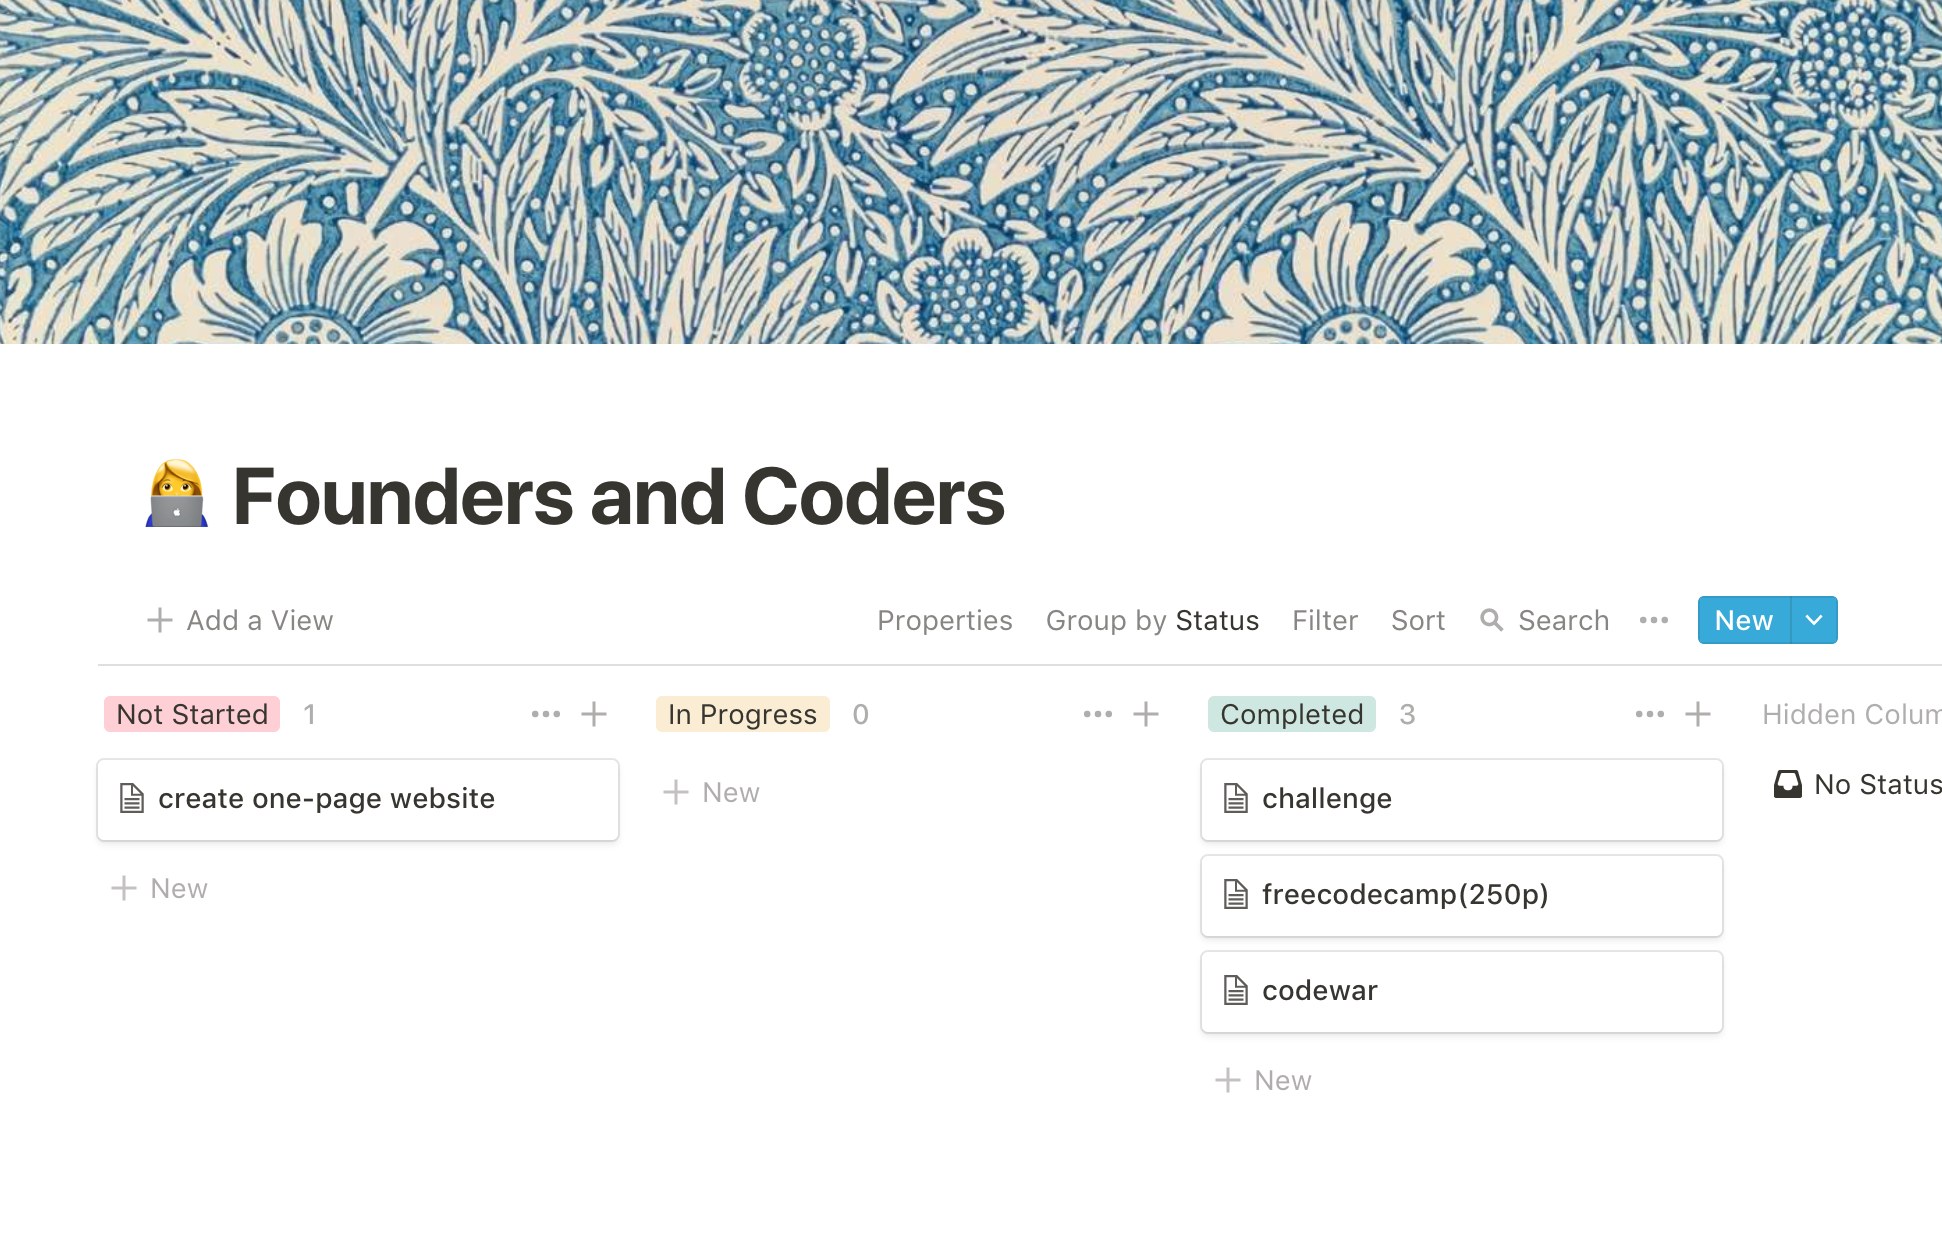 Founders and Coders
Add a View
Properties Group by Status Filter Sort Search New
Not Started 1
In Progress 0
Completed 3
Hidden Colum
create one-page website
New
New
challenge
freecodecamp(250p)
codewar
New
No Status